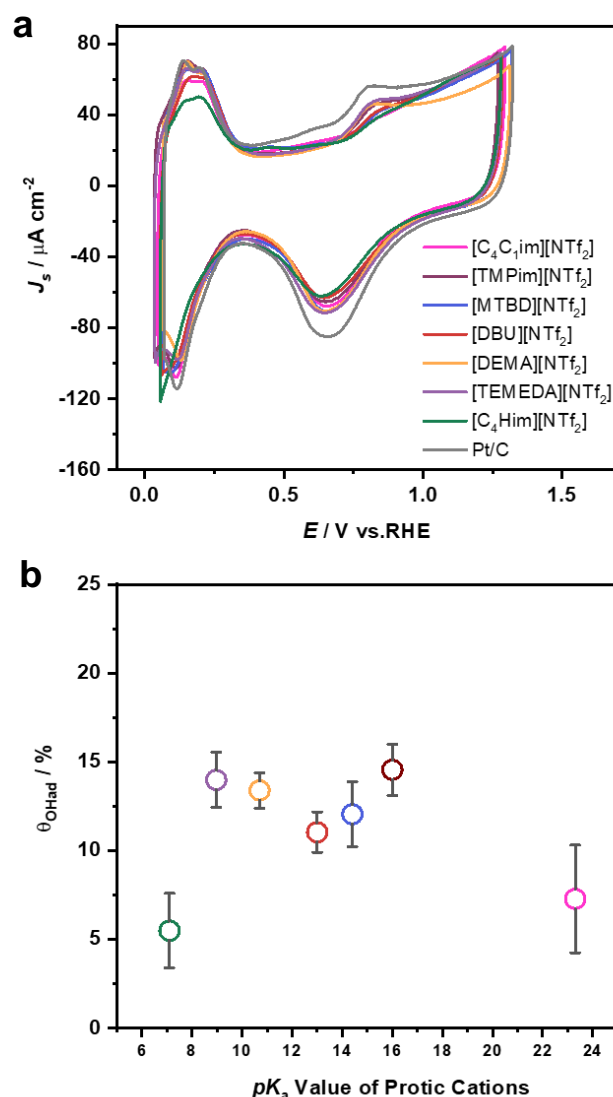 a
80
40
0
-40
-80
-120
-160
J_s / μA cm⁻²
[C₄C₁im][NTf₂]
[TMPim][NTf₂]
[MTBD][NTf₂]
[DBU][NTf₂]
[DEMA][NTf₂]
[TEMEDA][NTf₂]
[C₄Him][NTf₂]
Pt/C
0.0 0.5 1.0 1.5
E / V vs.RHE
b
25
20
15
10
5
0
θ_OHad / %
6 8 10 12 14 16 18 20 22 24
pKₐ Value of Protic Cations